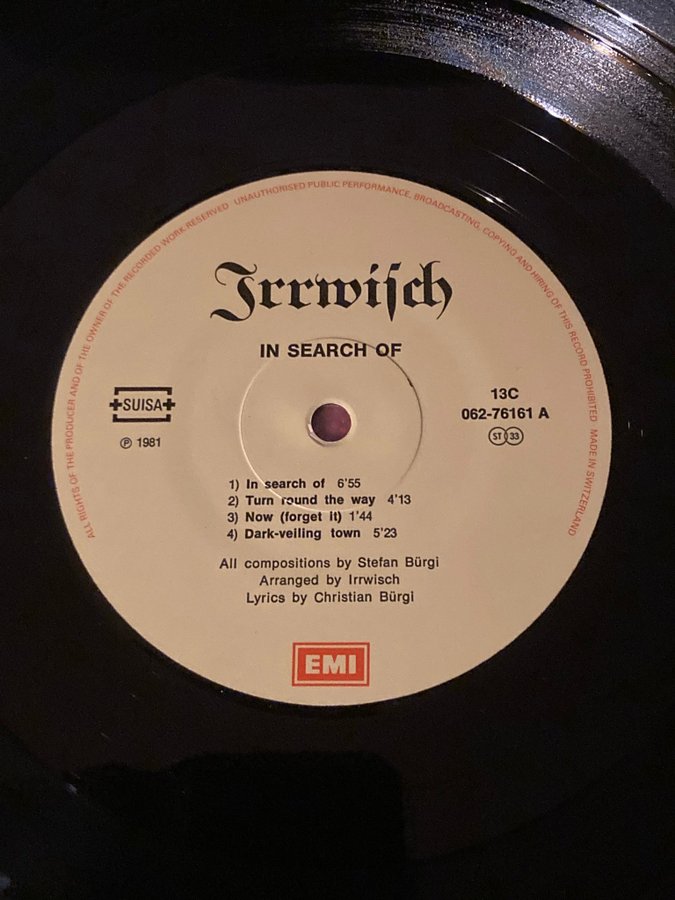 ALL RIGHTS OF THE PRODUCER AND OF THE OWNER OF THE RECORDED WORK RESERVED UNAUTHORISED PUBLIC PERFORMANCE, BROADCASTING, COPYING AND HIRING OF THIS RECORD PROHIBITED MADE IN SWITZERLAND
Irrwiſch
IN SEARCH OF
SUISA
℗ 1981
13C
062-76161 A
ST 33
1) In search of 6'55
2) Turn round the way 4'13
3) Now (forget it) 1'44
4) Dark-veiling town 5'23
All compositions by Stefan Bürgi
Arranged by Irrwisch
Lyrics by Christian Bürgi
EMI